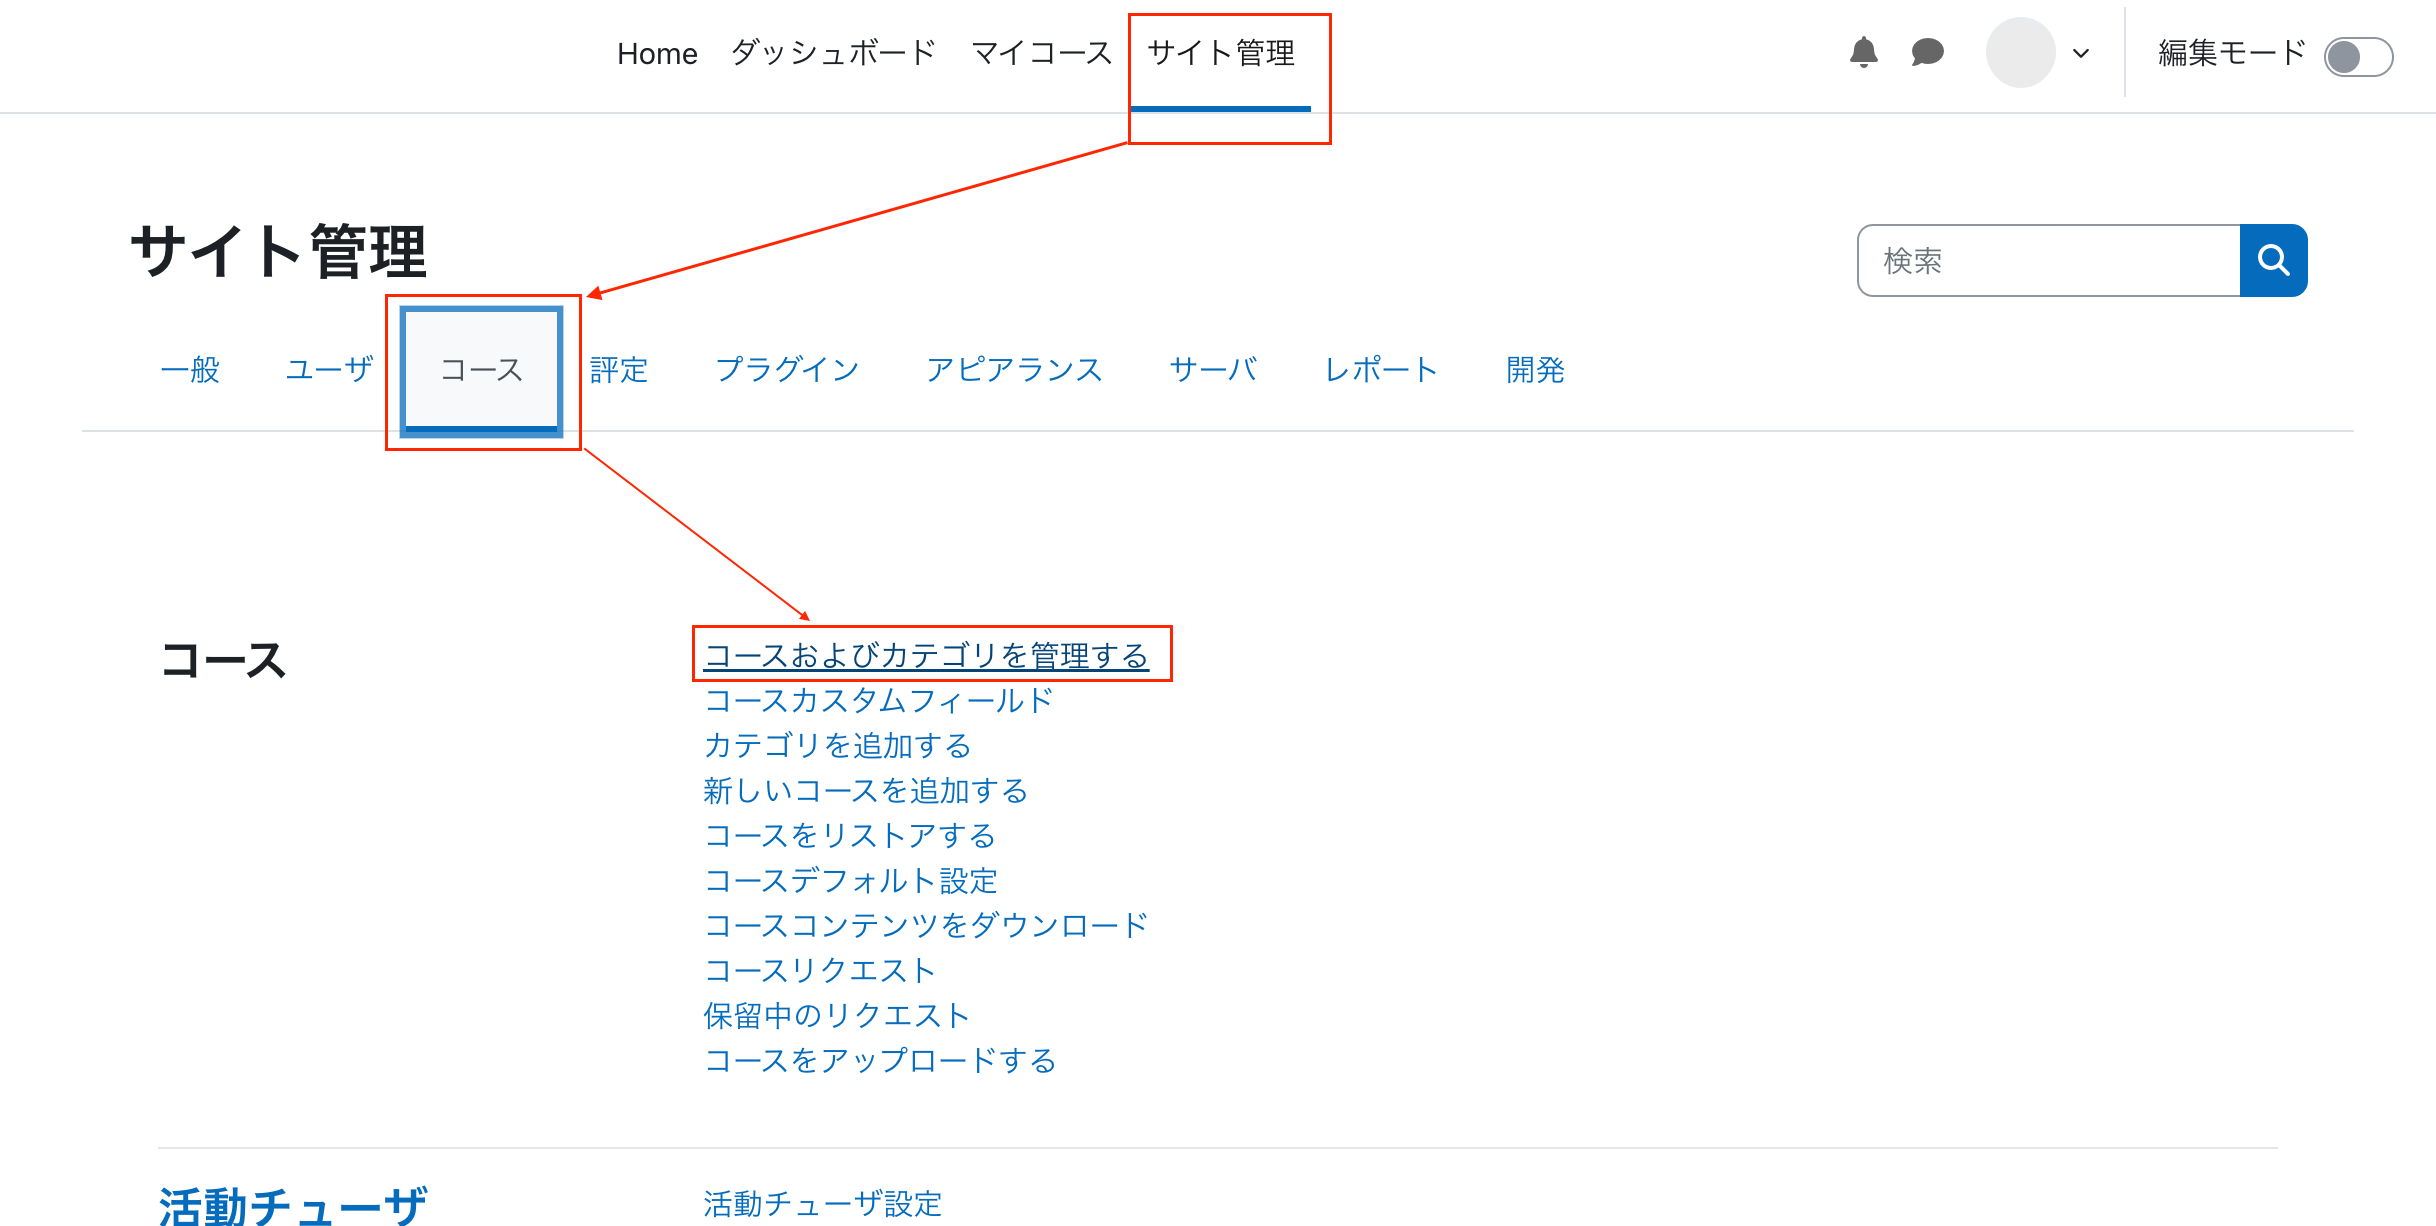 Home ダッシュボード マイコース サイト管理 編集モード
サイト管理
検索
一般 ユーザ コース 評定 プラグイン アピアランス サーバ レポート 開発
コース
コースおよびカテゴリを管理する
コースカスタムフィールド
カテゴリを追加する
新しいコースを追加する
コースをリストアする
コースデフォルト設定
コースコンテンツをダウンロード
コースリクエスト
保留中のリクエスト
コースをアップロードする
活動チューザ
活動チューザ設定